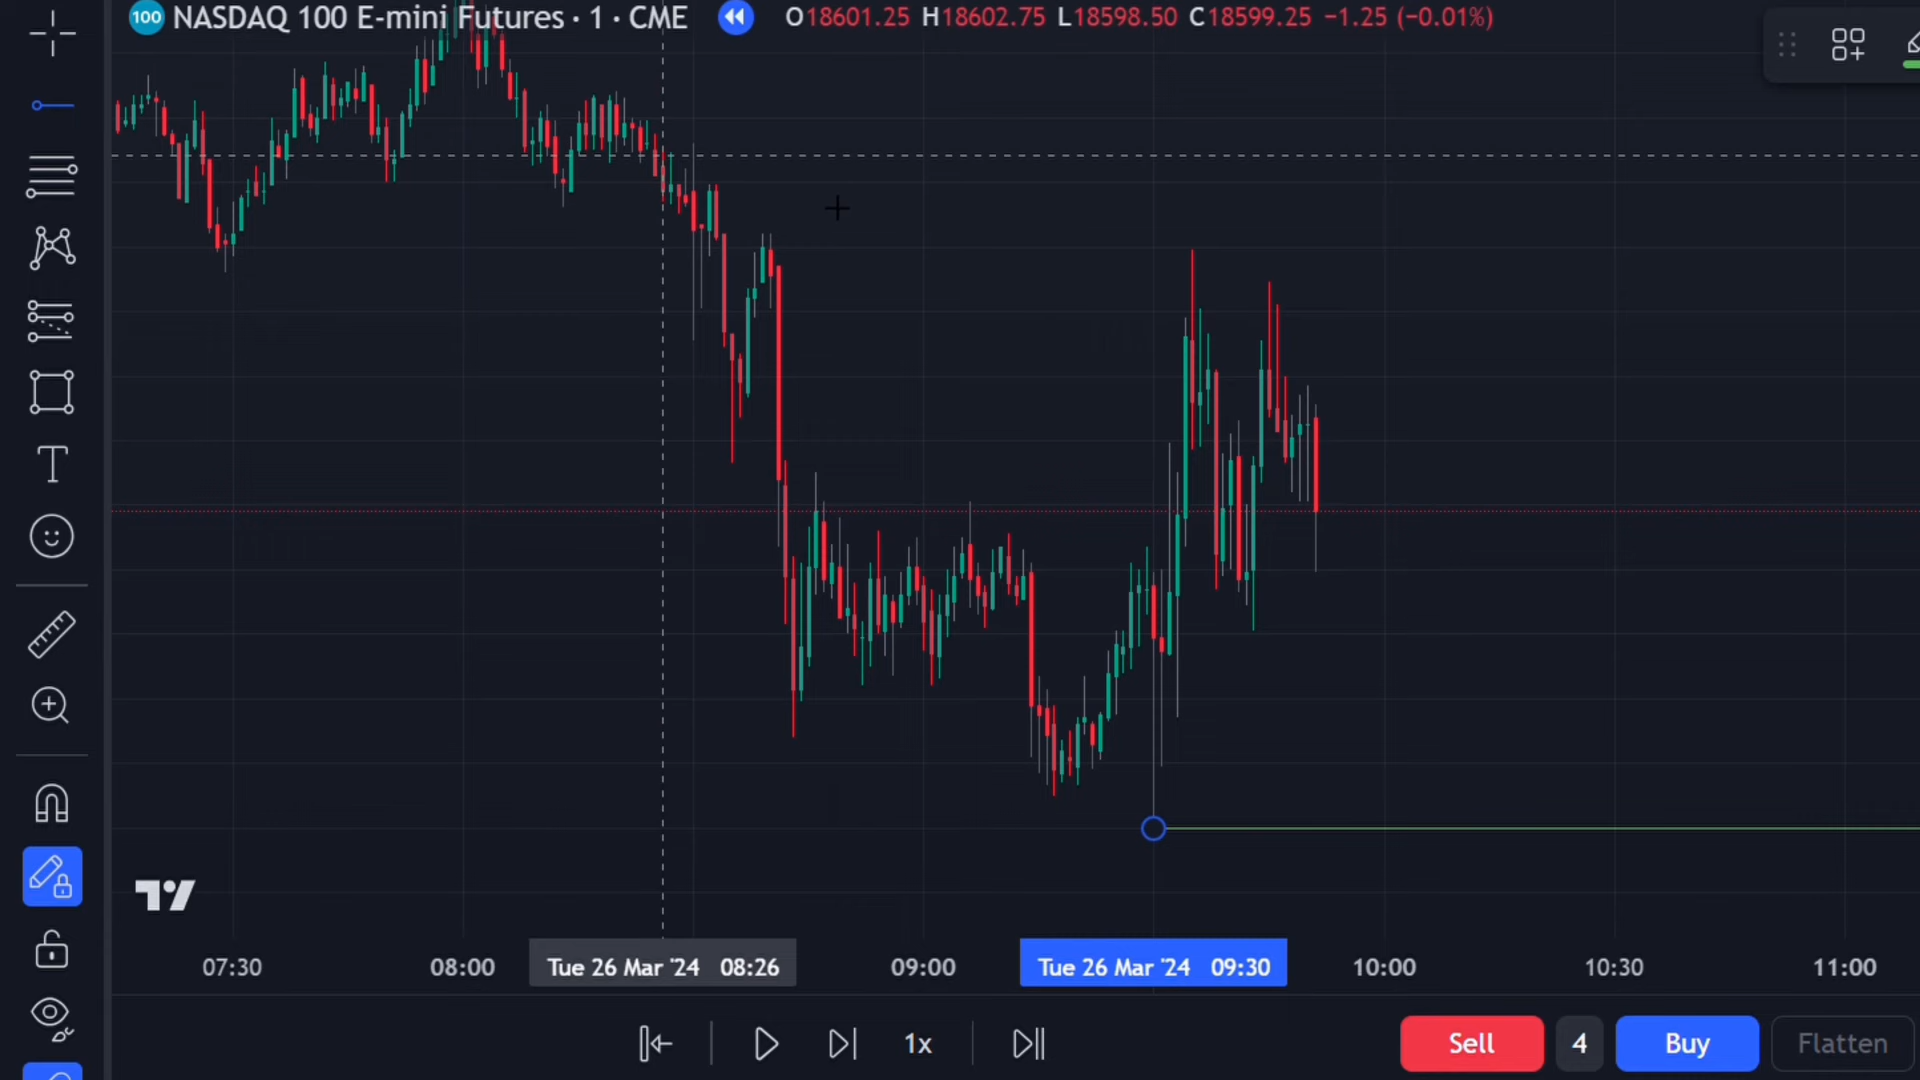 100 NASDAQ 100 E-mini Futures · 1 · CME O18601.25 H18602.75 L18598.50 C18599.25 −1.25 (−0.01%)
07:30 08:00 Tue 26 Mar '24 08:26 09:00 Tue 26 Mar '24 09:30 10:00 10:30 11:00
1x Sell 4 Buy Flatten